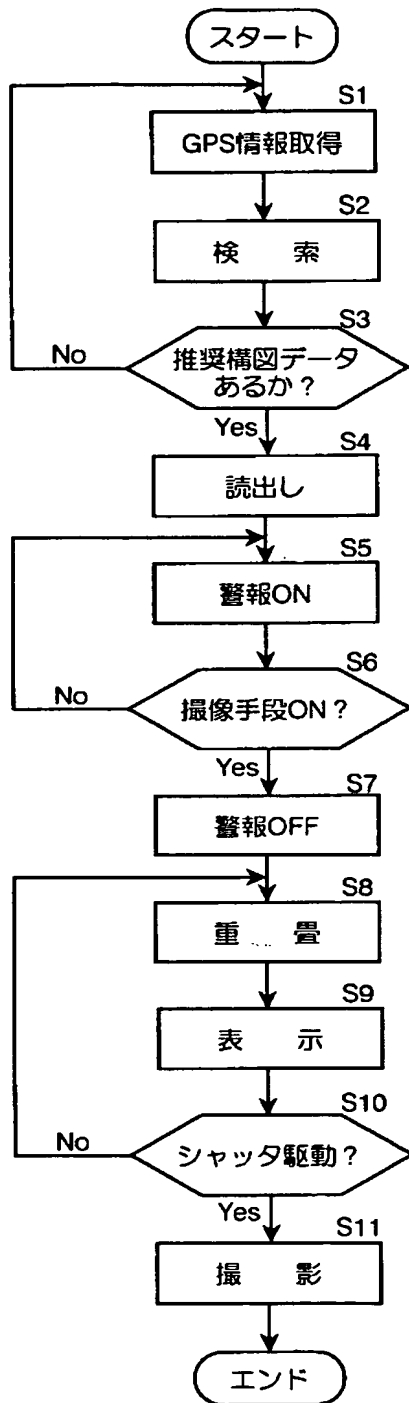 スタート
S1
GPS情報取得
S2
検 索
S3
推奨構図データ
あるか？
No
Yes
S4
読出し
S5
警報ON
S6
撮像手段ON？
No
Yes
S7
警報OFF
S8
重 畳
S9
表 示
S10
シャッタ駆動？
No
Yes
S11
撮 影
エンド